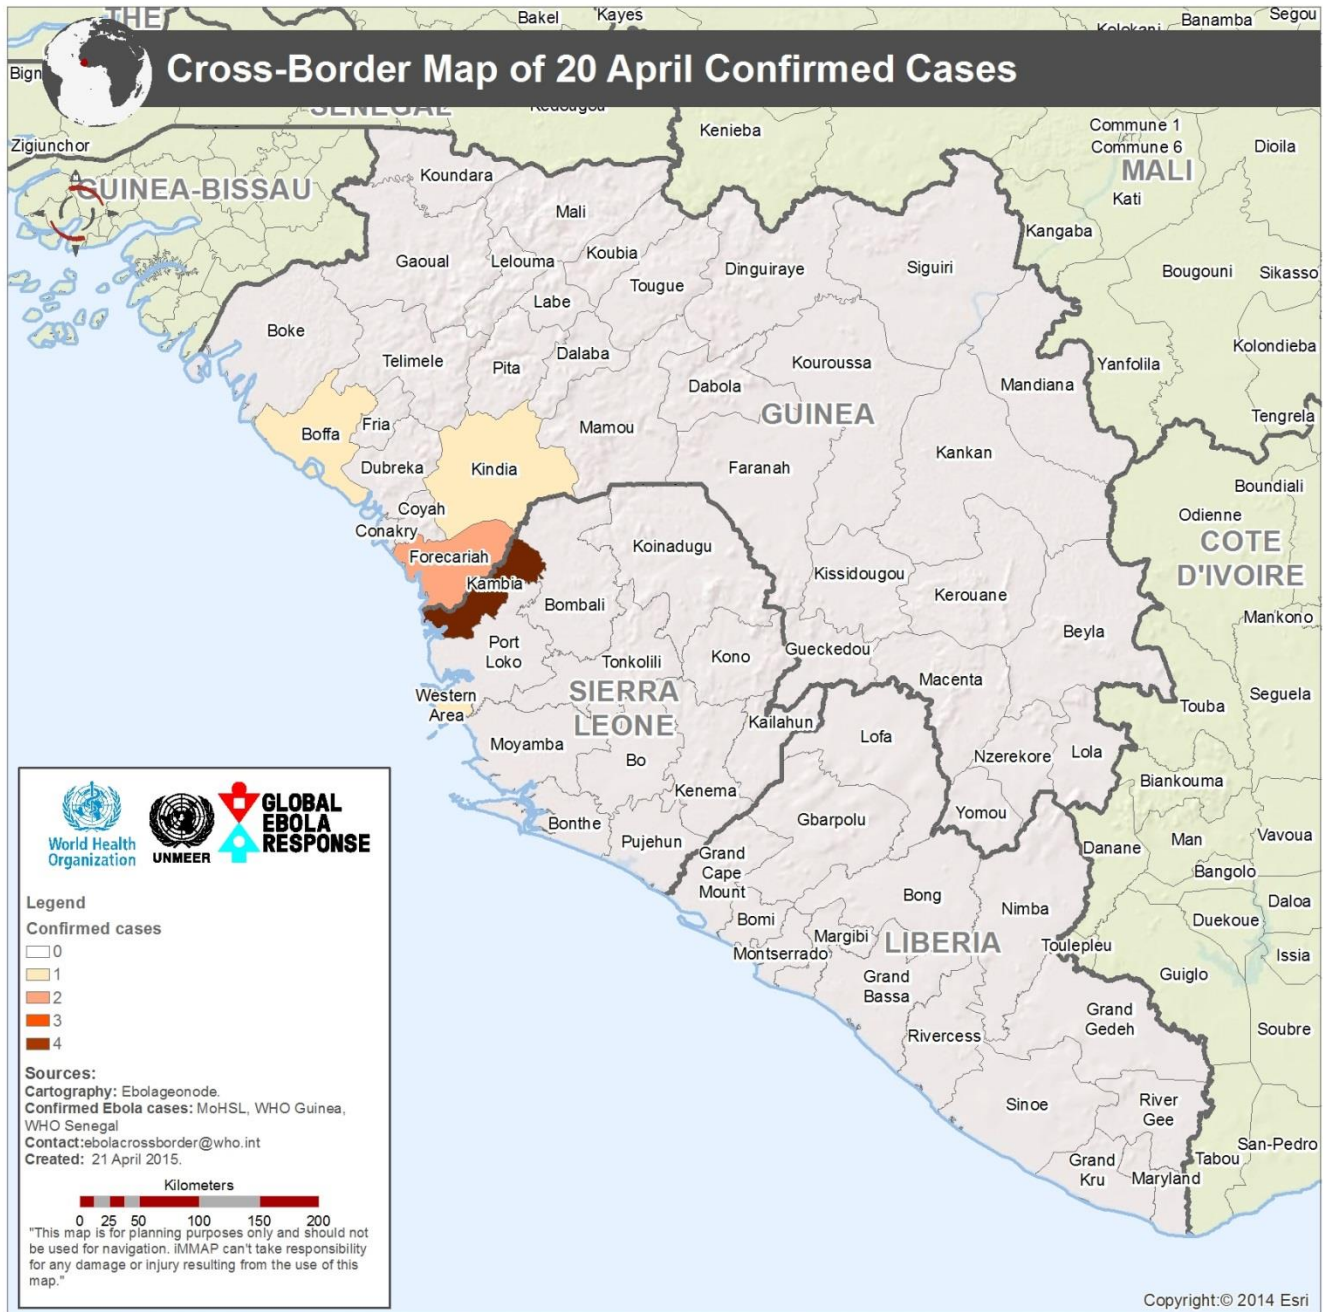 THE
Bakel
Kayes
Kolokani
Banamba
Segou
Cross-Border Map of 20 April Confirmed Cases
SENEGAL
Kedougou
Kenieba
Commune 1
Commune 6
Dioila
Zigiunchor
MALI
Koundara
GUINEA-BISSAU
Kati
Mali
Kangaba
Koubia
Gaoual
Lelouma
Dinguiraye
Siguiri
Bougouni
Sikasso
Tougue
Labe
Boke
Kolondieba
Telimele
Pita
Dalaba
Kouroussa
Yanfolila
Dabola
Mandiana
GUINEA
Tengrela
Boffa
Fria
Mamou
Kankan
Dubreka
Kindia
Faranah
Boundiali
Coyah
Odienne
Conakry
COTE
D'IVOIRE
Koinadugu
Forecariah
Kissidougou
Kambia
Kerouane
Bombali
Mankono
Beyla
Port
Loko
Gueckedou
Tonkolili
Kono
Macenta
Western
Area
SIERRA
LEONE
Touba
Seguela
Kailahun
Lofa
Moyamba
Nzerekore
Lola
Bo
Biankouma
Kenema
Gbarpolu
Yomou
Bonthe
Pujehun
Danane
Man
Vavoua
Grand
Cape
Mount
Bangolo
Bong
Nimba
Daloa
Bomi
Duekoue
Margibi
LIBERIA
Toulepleu
Montserrado
Issia
Grand
Bassa
Guiglo
Grand
Gedeh
Rivercess
Soubre
Sinoe
River
Gee
San-Pedro
Tabou
Grand
Kru
Maryland
World Health
Organization
UNMEER
GLOBAL
EBOLA
RESPONSE
Legend
Confirmed cases
0
1
2
3
4
Sources:
Cartography: Ebolageonode.
Confirmed Ebola cases: MoHSL, WHO Guinea,
WHO Senegal
Contact:ebolacrossborder@who.int
Created: 21 April 2015.
Kilometers
0 25 50 100 150 200
"This map is for planning purposes only and should not
be used for navigation. iMMAP can't take responsibility
for any damage or injury resulting from the use of this
map."
Copyright:© 2014 Esri